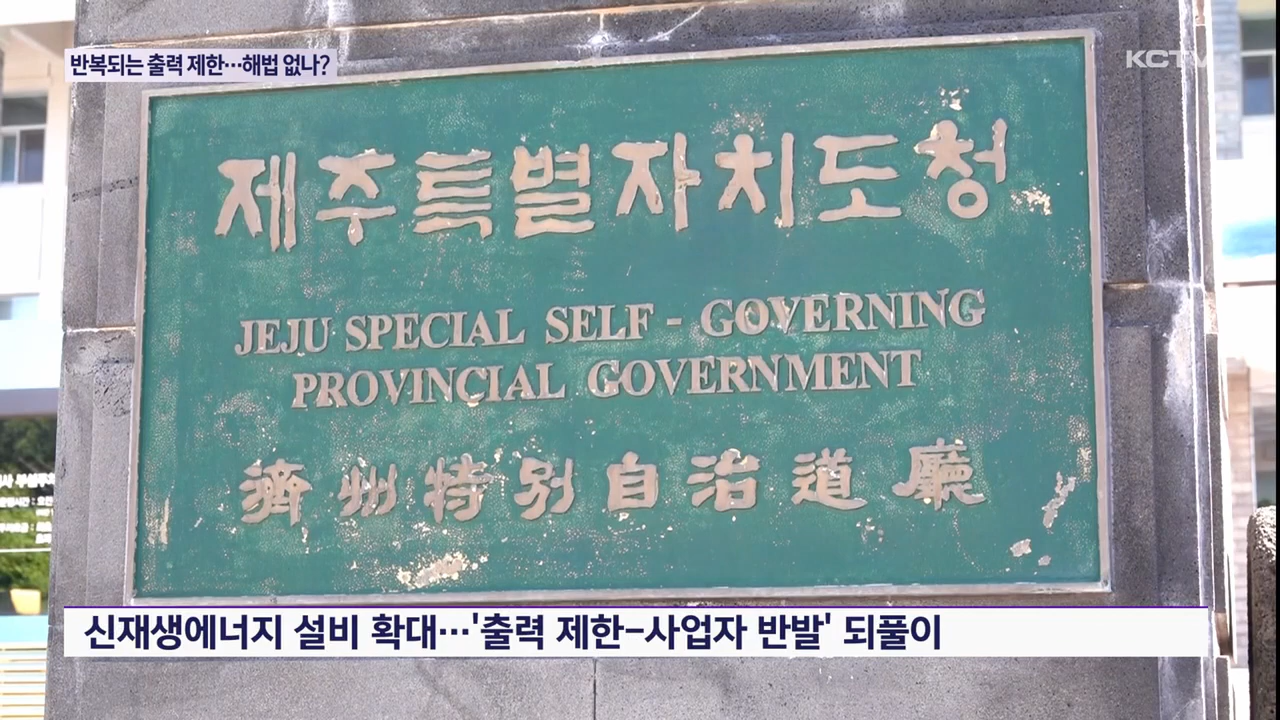 반복되는 출력 제한…해법 없나?
KCTV
제주특별자치도청
JEJU SPECIAL SELF - GOVERNING
PROVINCIAL GOVERNMENT
濟州特別自治道廳
신재생에너지 설비 확대…'출력 제한-사업자 반발' 되풀이